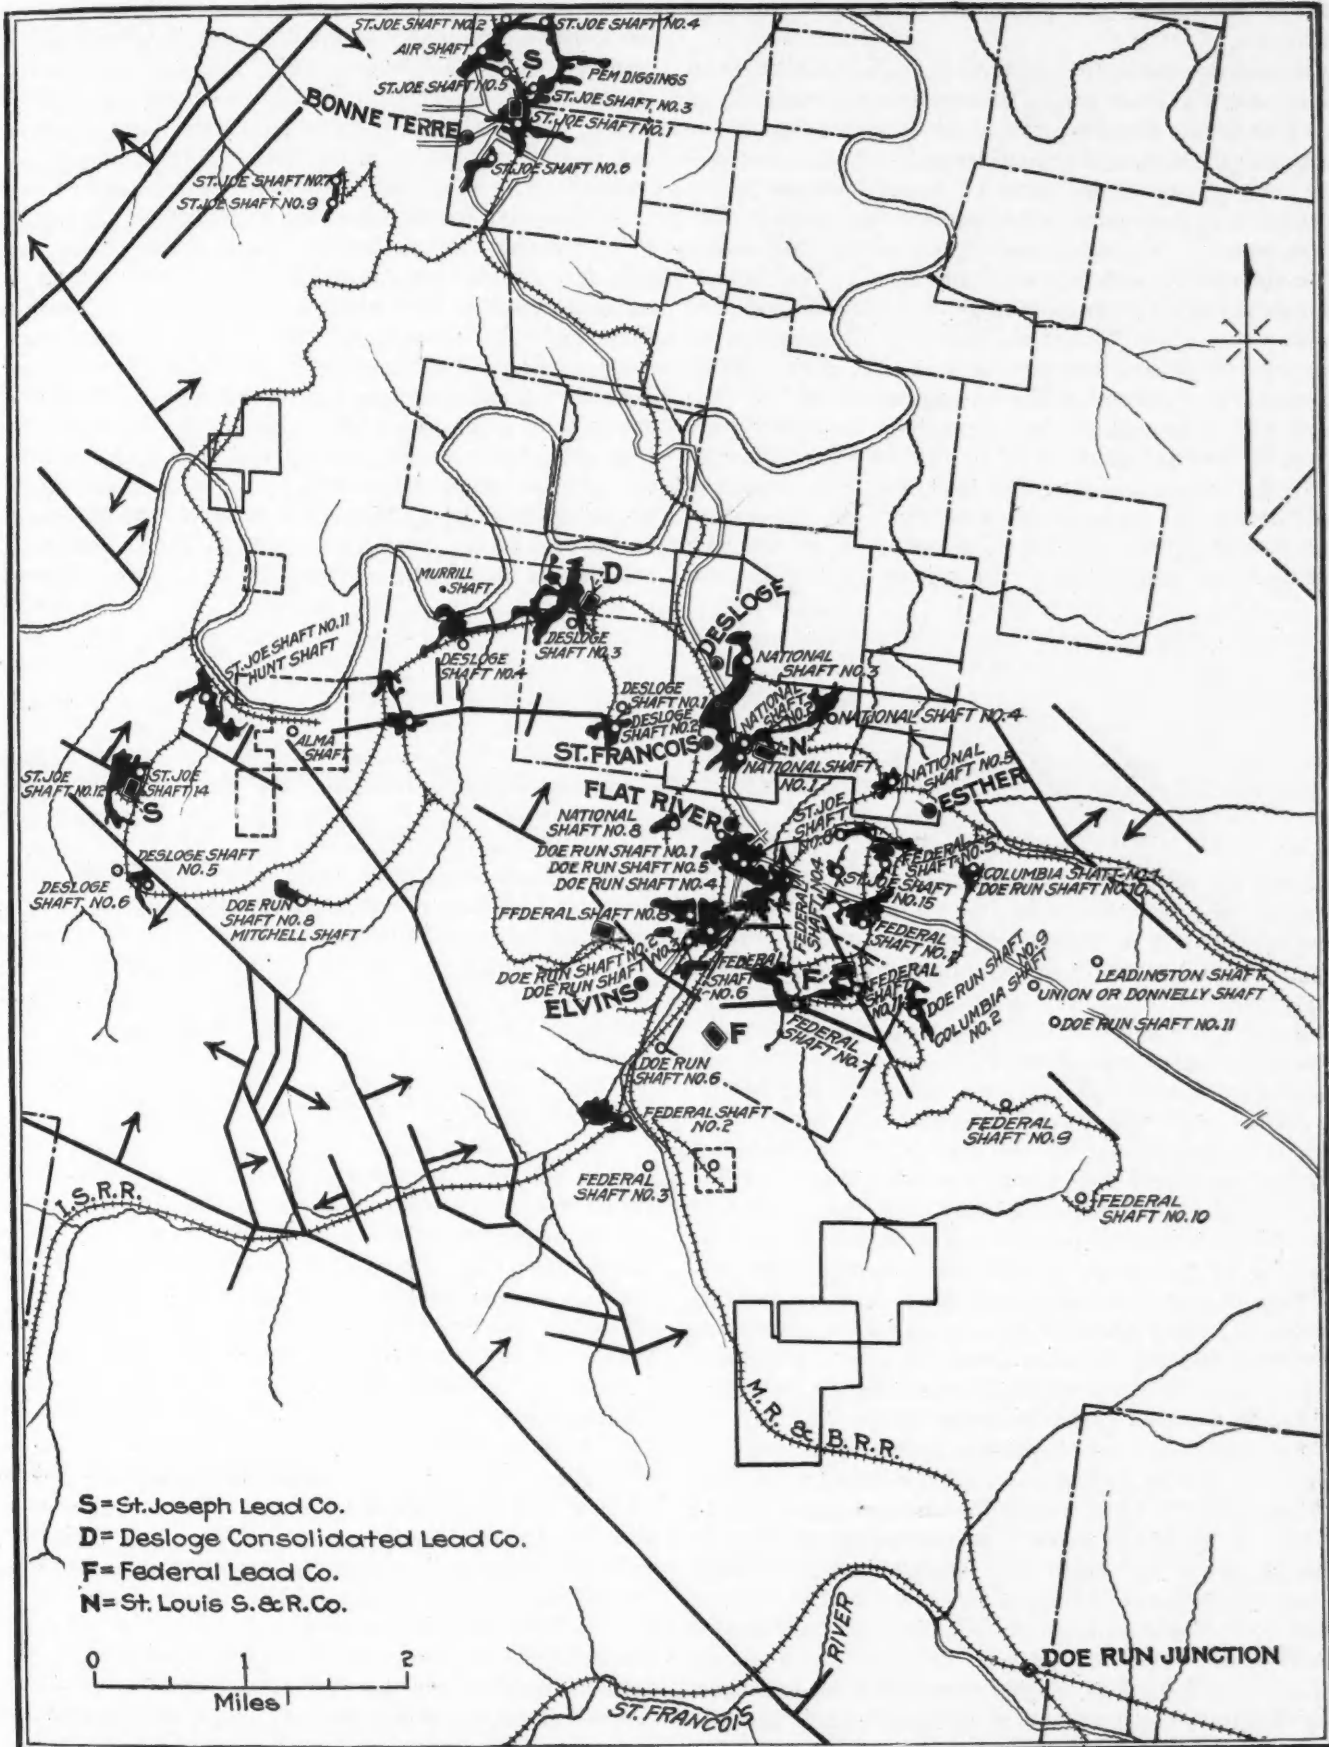 ST. JOE SHAFT NO. 2
ST. JOE SHAFT NO. 4
AIR SHAFT
S
PEM DIGGINGS
ST. JOE SHAFT NO. 5
ST. JOE SHAFT, NO. 3
BONNE TERRE
ST. JOE SHAFT NO. 1
ST. JOE SHAFT NO. 6
ST. JOE SHAFT NO. 7
ST. JOE SHAFT NO. 9
MURRILL
SHAFT
D
ST. JOE SHAFT NO. 11
HUNT SHAFT
DESLOGE
SHAFT NO. 4
DESLOGE
SHAFT NO. 3
DESLOGE
NATIONAL
SHAFT NO. 3
DESLOGE
SHAFT NO. 1
DESLOGE
SHAFT NO. 2
NATIONAL
SHAFT
NO. 2
NATIONAL SHAFT NO. 4
ALMA
SHAFT
ST. FRANCOIS
N
NATIONAL SHAFT
NO. 1
NATIONAL
SHAFT NO. 5
ESTHER
ST. JOE
SHAFT NO. 12
ST. JOE
SHAFT 14
S
FLAT RIVER
NATIONAL
SHAFT NO. 8
ST. JOE
SHAFT
DOE RUN SHAFT NO. 1
DOE RUN SHAFT NO. 5
DOE RUN SHAFT NO. 4
FEDERAL
SHAFT NO. 4
FEDERAL
SHAFT NO. 5
ST. JOE SHAFT
NO. 15
COLUMBIA SHAFT NO. 1
DOE RUN SHAFT NO. 10
DESLOGE SHAFT
NO. 5
DESLOGE
SHAFT NO. 6
DOE RUN
SHAFT NO. 8
MITCHELL SHAFT
FFDERAL SHAFT NO. 8
FEDERAL
DOE RUN SHAFT NO. 2
DOE RUN SHAFT NO. 3
FEDERAL
SHAFT
NO. 6
F
FEDERAL
SHAFT
DOE RUN SHAFT NO. 9
COLUMBIA SHAFT
NO. 2
LEADINGTON SHAFT
UNION OR DONNELLY SHAFT
DOE RUN SHAFT NO. 11
ELVINS
F
FEDERAL
SHAFT NO. 7
DOE RUN
SHAFT NO. 6
FEDERAL SHAFT
NO. 2
FEDERAL
SHAFT NO. 9
FEDERAL
SHAFT NO. 3
FEDERAL
SHAFT NO. 10
I. S. R. R.
M. R. & B. R. R.
S = St. Joseph Lead Co.
D = Desloge Consolidated Lead Co.
F = Federal Lead Co.
N = St. Louis S. & R. Co.
0 1 2
Miles
DOE RUN JUNCTION
ST. FRANCOIS
RIVER